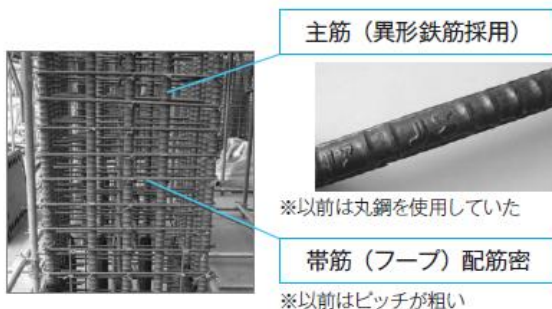 主筋（異形鉄筋採用）
※以前は丸鋼を使用していた
帯筋（フープ）配筋密
※以前はピッチが粗い